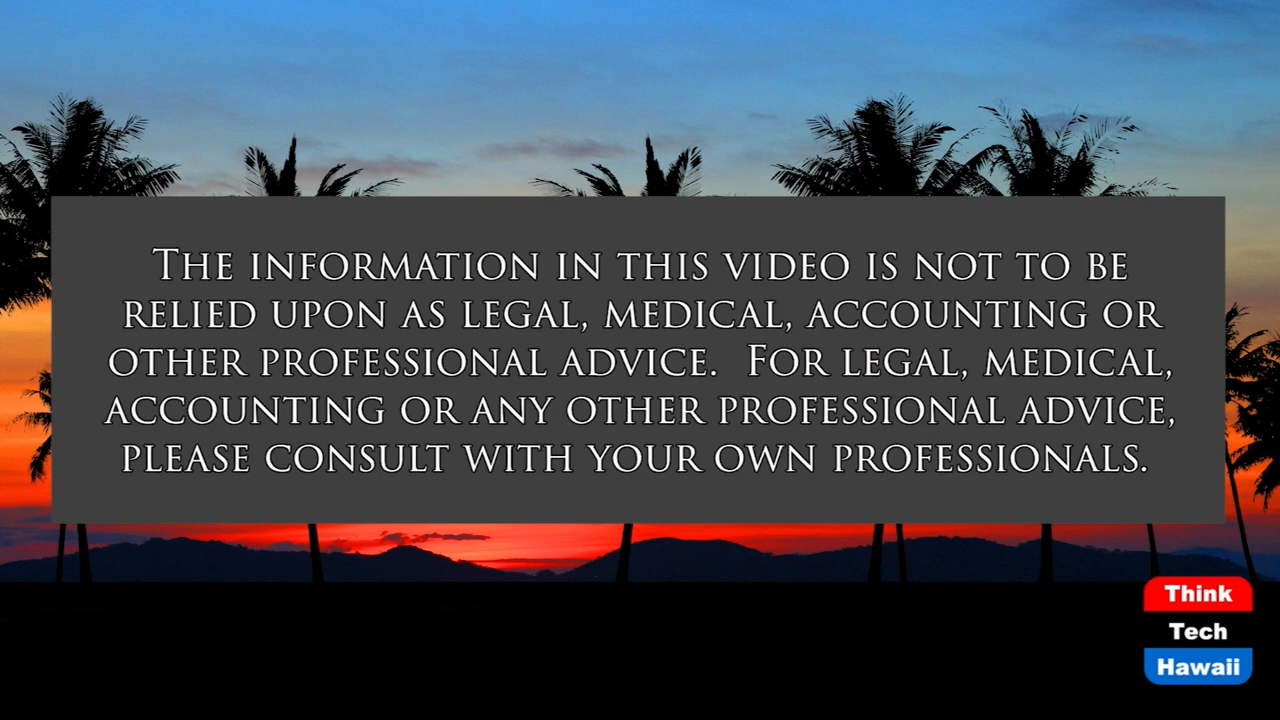 The information in this video is not to be
relied upon as legal, medical, accounting or
other professional advice. For legal, medical,
accounting or any other professional advice,
please consult with your own professionals.
Think
Tech
Hawaii